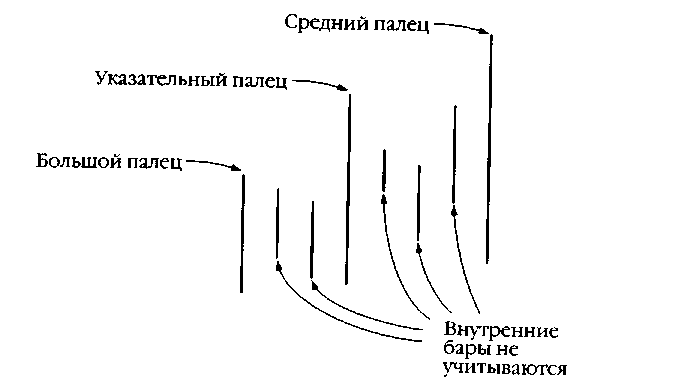 Средний палец
Указательный палец
Большой палец
Внутренние
бары не
учитываются